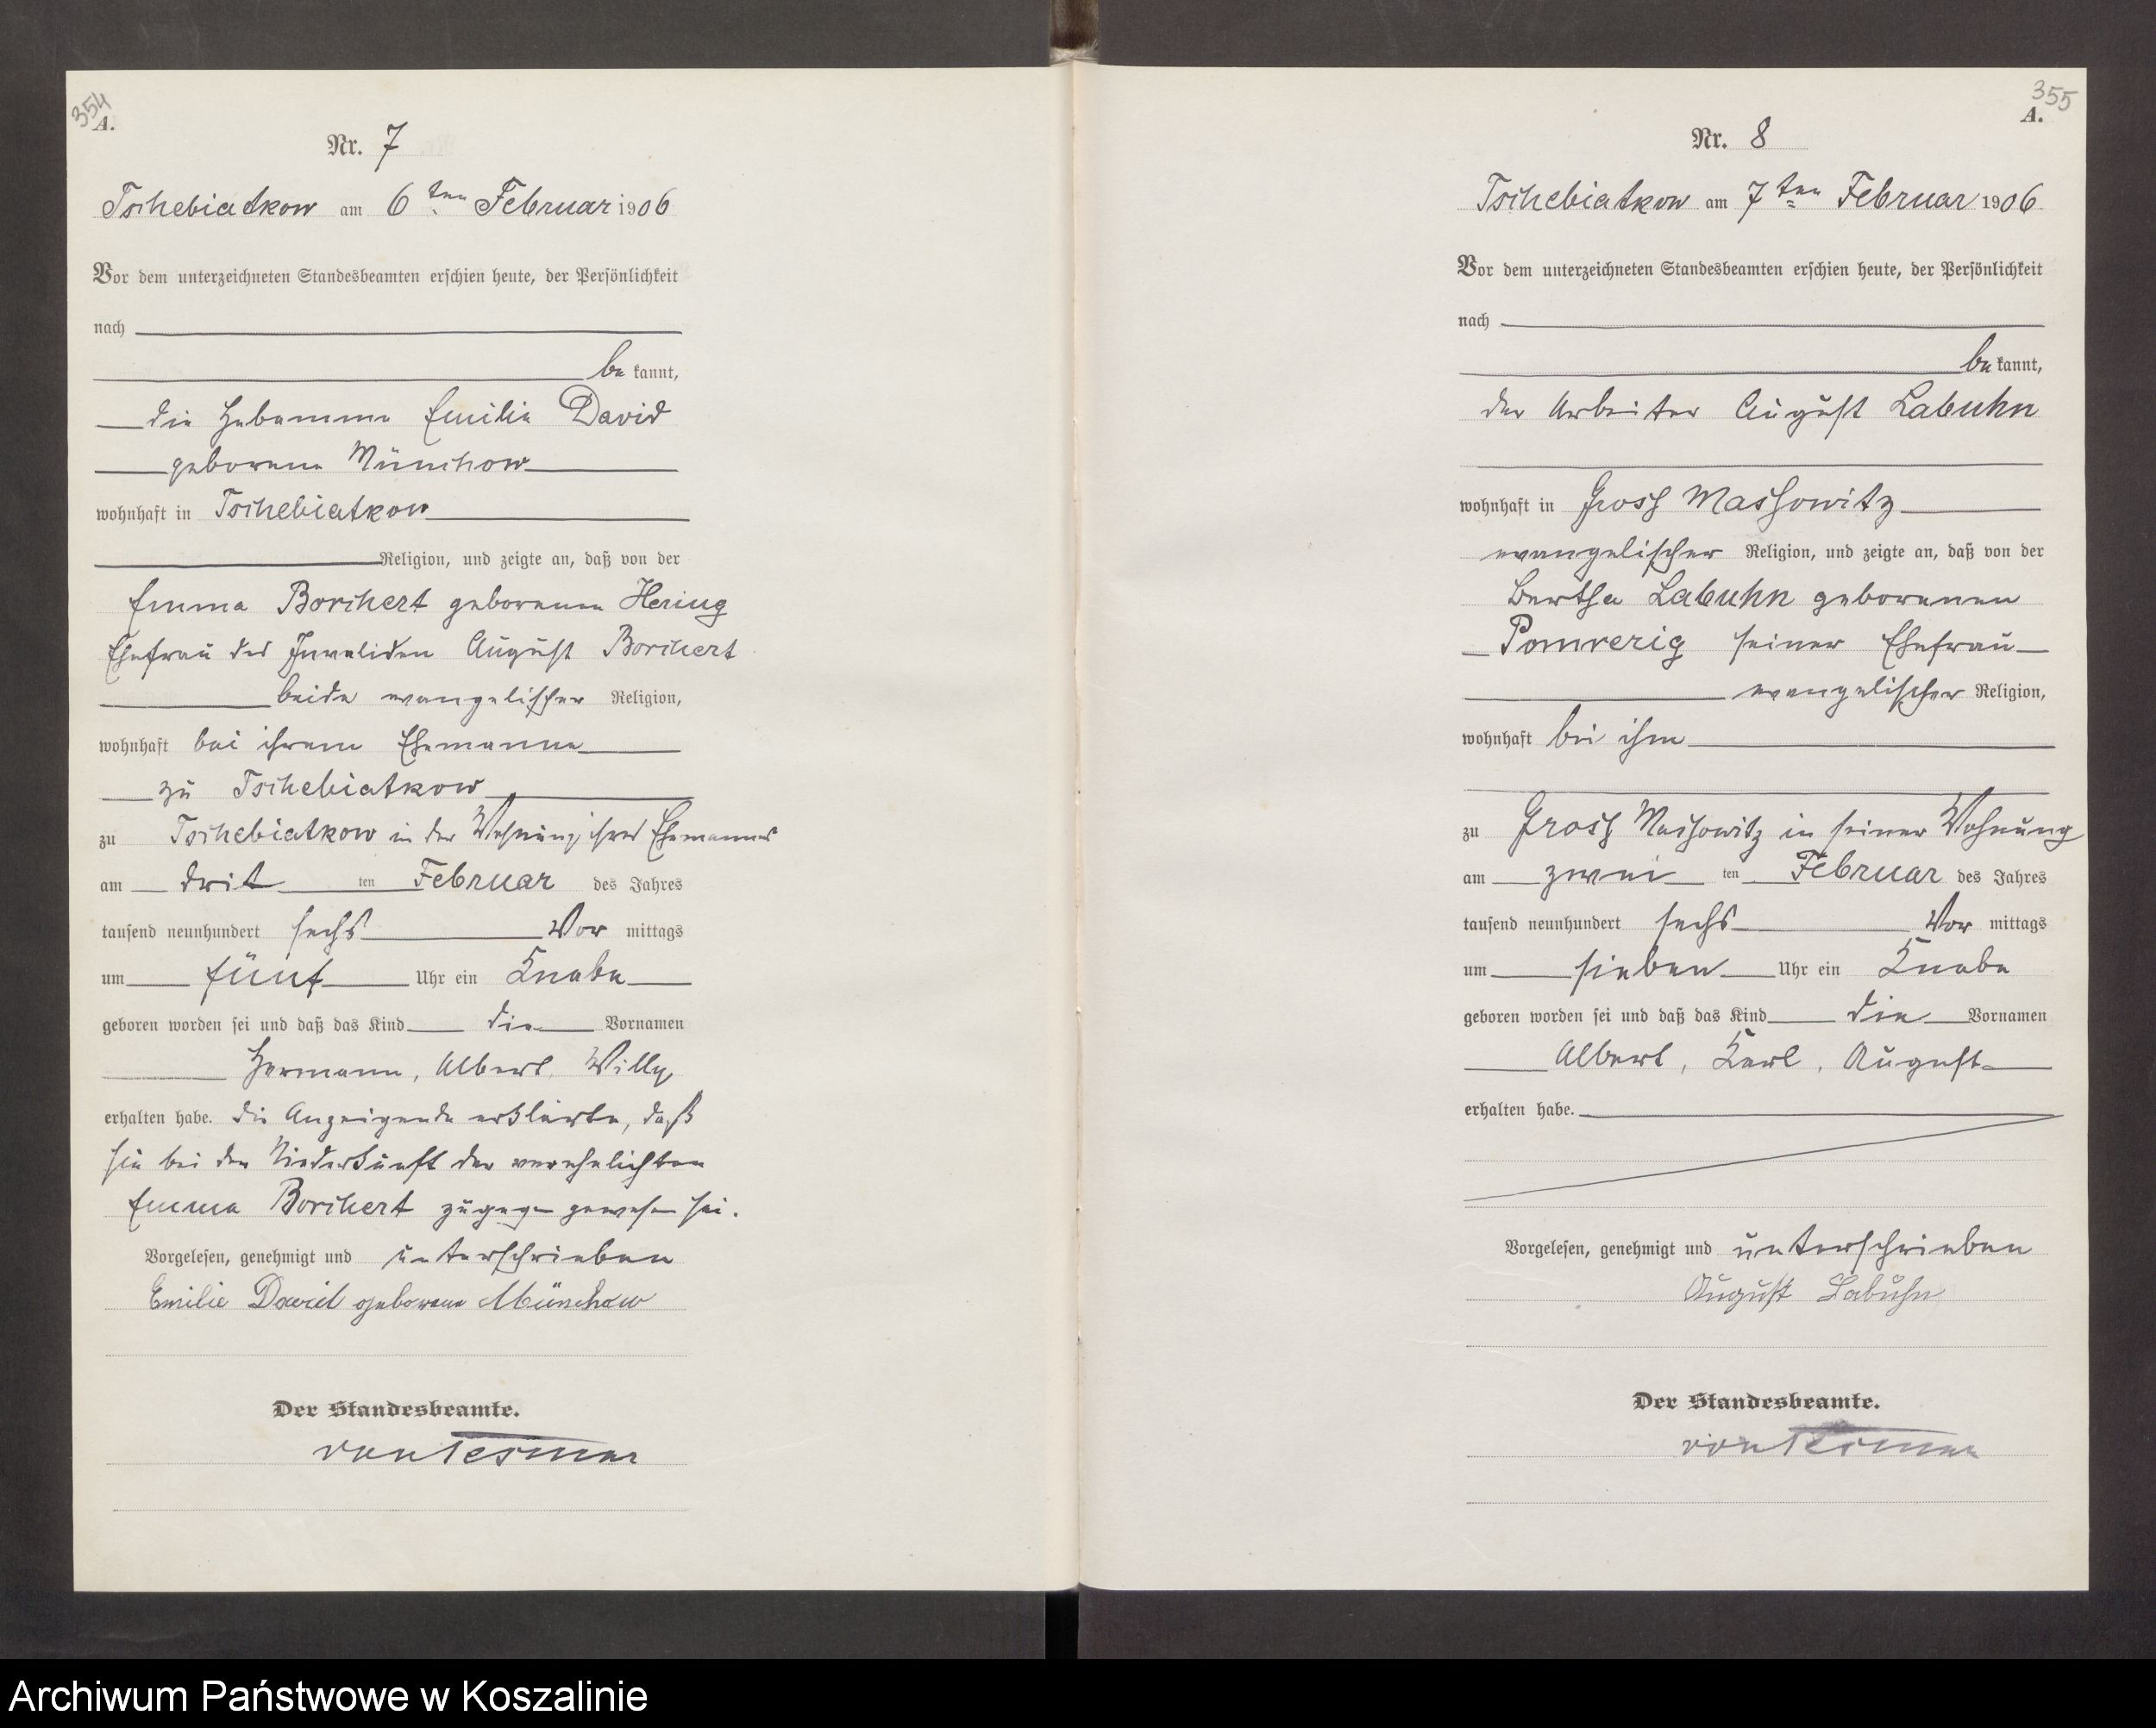 354
A.
Nr. 7
Tschebiatkow am 6ten Februar 1906
Vor dem unterzeichneten Standesbeamten erschien heute, der Persönlichkeit
nach
be kannt,
die Hebamme Emilie David
geborene Münchow
wohnhaft in Tschebiatkow
Religion, und zeigte an, daß von der
Emma Borchert geborenen Hering
Ehefrau des Invaliden August Borchert
beide evangelischer Religion,
wohnhaft bei ihrem Ehemanne
zu Tschebiatkow
zu Tschebiatkow in der Wohnung ihres Ehemannes
am drit ten Februar des Jahres
tausend neunhundert sechs Vor mittags
um fünf Uhr ein Knabe
geboren worden sei und daß das Kind die Vornamen
Hermann, Albert, Willy
erhalten habe. Die Anzeigende erklärte, daß
sie bei der Niederkunft der verehelichten
Emma Borchert zugegen gewesen sei.
Vorgelesen, genehmigt und unterschrieben
Emilie David geborene Münchow
Der Standesbeamte.
von Tesmar
355
A.
Nr. 8
Tschebiatkow am 7ten Februar 1906
Vor dem unterzeichneten Standesbeamten erschien heute, der Persönlichkeit
nach
be kannt,
der Arbeiter August Labuhn
wohnhaft in Gross Massowitz
evangelischer Religion, und zeigte an, daß von der
Bertha Labuhn geborenen
Pomrerig seiner Ehefrau
evangelischer Religion,
wohnhaft bei ihm
zu Gross Massowitz in seiner Wohnung
am zwei ten Februar des Jahres
tausend neunhundert sechs Vor mittags
um sieben Uhr ein Knabe
geboren worden sei und daß das Kind die Vornamen
Albert, Karl, August
erhalten habe.
Vorgelesen, genehmigt und unterschrieben
August Labuhn
Der Standesbeamte.
von Tesmar
Archiwum Państwowe w Koszalinie